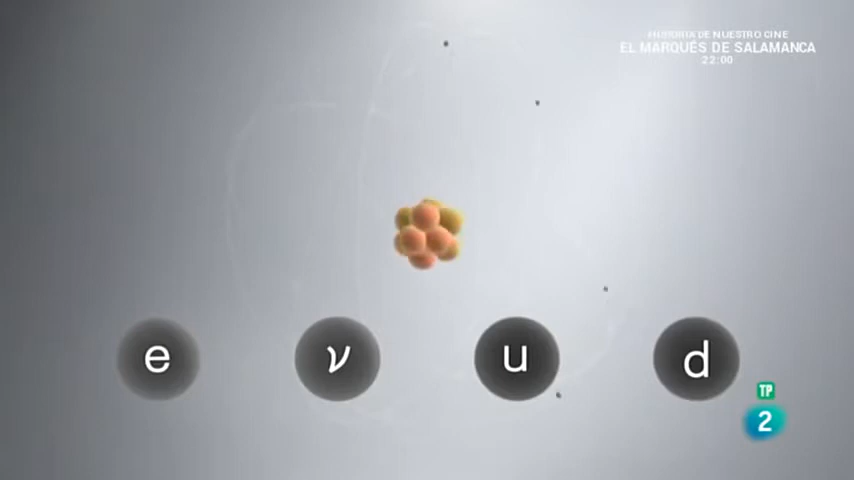 HISTORIA DE NUESTRO CINE
EL MARQUÉS DE SALAMANCA
22:00
e ν u d
TP
2